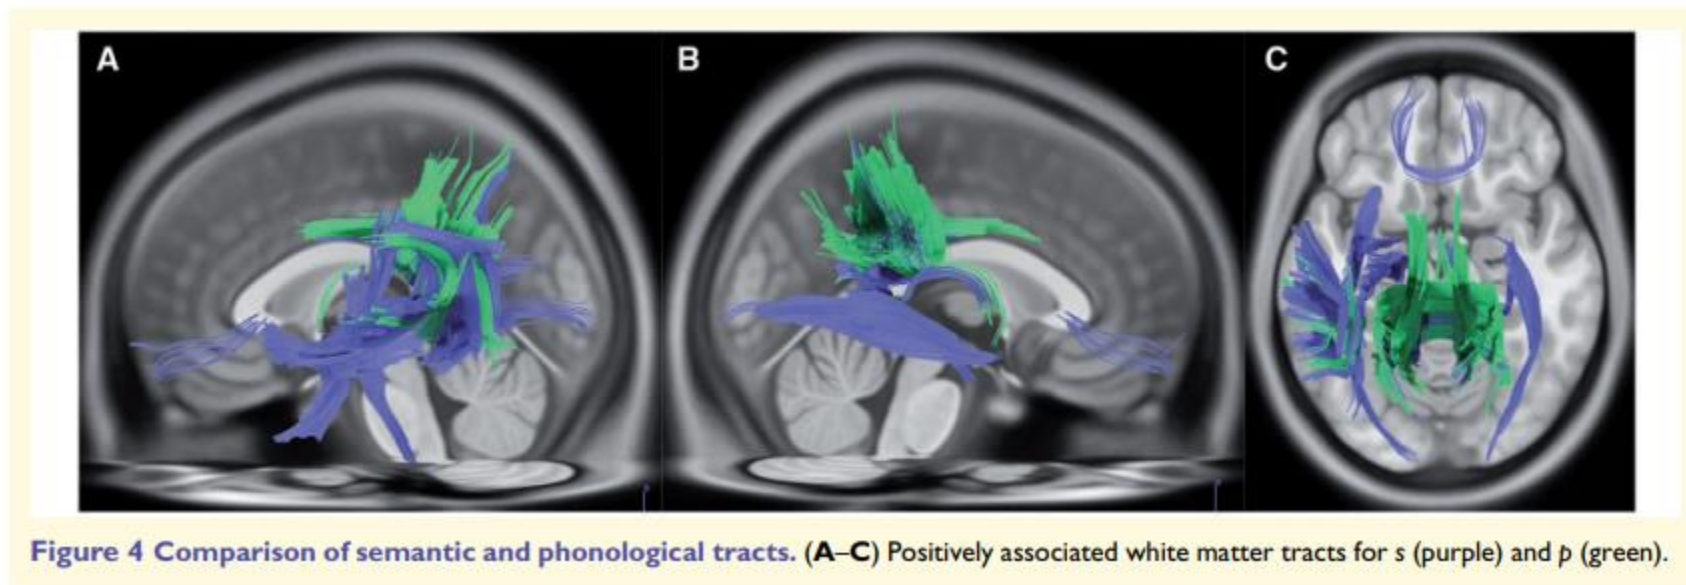 A
B
C
Figure 4 Comparison of semantic and phonological tracts. (A–C) Positively associated white matter tracts for s (purple) and p (green).